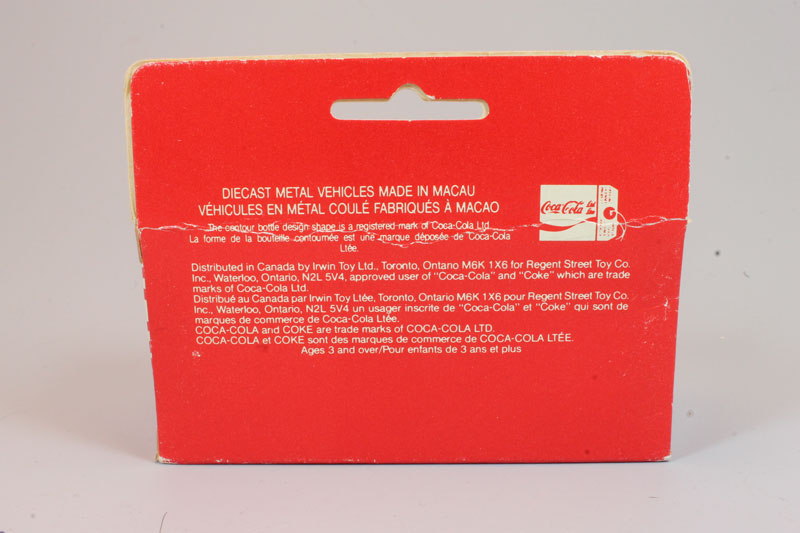 DIECAST METAL VEHICLES MADE IN MACAU
VÉHICULES EN MÉTAL COULÉ FABRIQUÉS À MACAO
The contour bottle design shape is a registered mark of Coca-Cola Ltd
La forme de la bouteille contournée est une marque déposée de Coca-Cola
Ltée.
Coca-Cola
Distributed in Canada by Irwin Toy Ltd., Toronto, Ontario M6K 1X6 for Regent Street Toy Co.
Inc., Waterloo, Ontario, N2L 5V4, approved user of "Coca-Cola" and "Coke" which are trade
marks of Coca-Cola Ltd.
Distribué au Canada par Irwin Toy Ltée, Toronto, Ontario M6K 1X6 pour Regent Street Toy Co.
Inc., Waterloo, Ontario, N2L 5V4 un usager inscrite de "Coca-Cola" et "Coke" qui sont de
marques de commerce de Coca-Cola Ltée.
COCA-COLA and COKE are trade marks of COCA-COLA LTD.
COCA-COLA et COKE sont des marques de commerce de COCA-COLA LTÉE.
Ages 3 and over/Pour enfants de 3 ans et plus